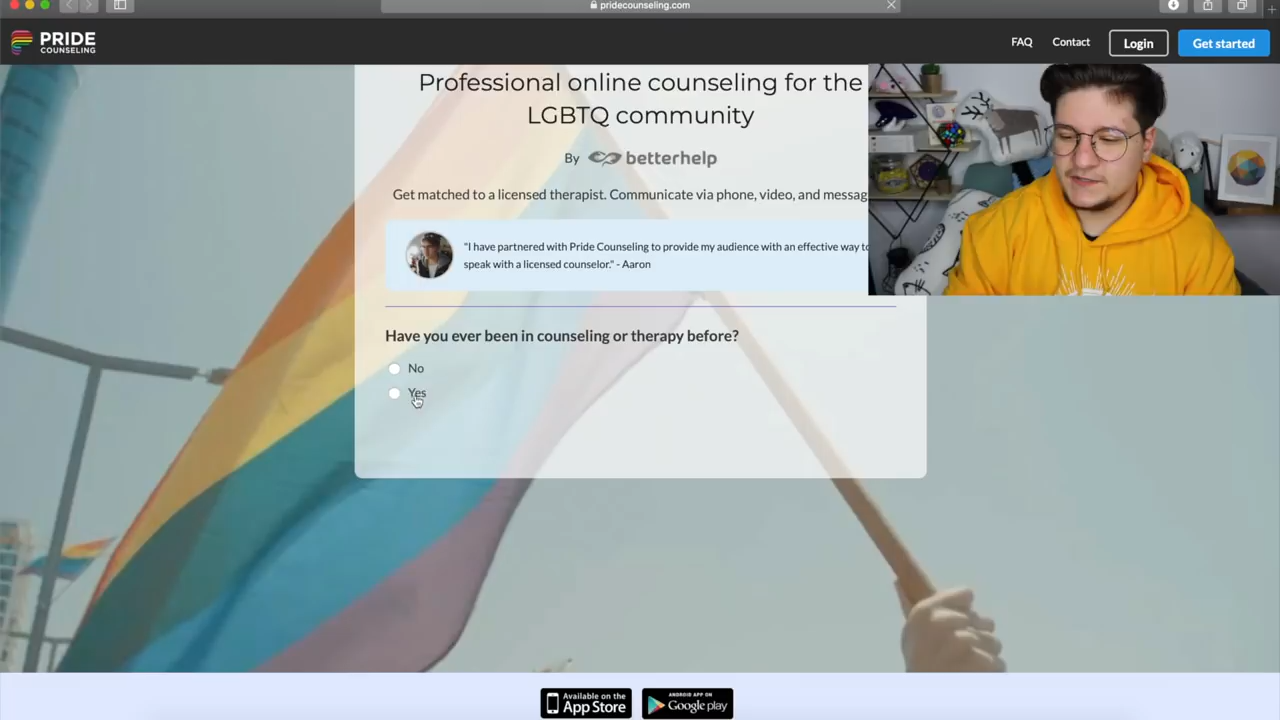 pridecounseling.com
PRIDE
COUNSELING
FAQ
Contact
Login
Get started
Professional online counseling for the
LGBTQ community
By betterhelp
Get matched to a licensed therapist. Communicate via phone, video, and messag
"I have partnered with Pride Counseling to provide my audience with an effective way to
speak with a licensed counselor." - Aaron
Have you ever been in counseling or therapy before?
No
Yes
Available on the
App Store
ANDROID APP ON
Google play